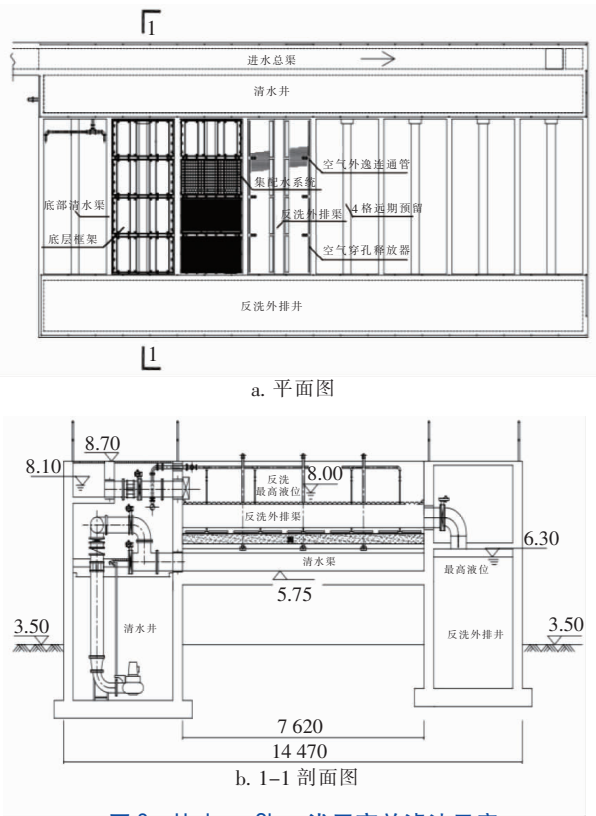 1
进水总渠
清水井
空气外逸连通管
集配水系统
底部清水渠
反洗外排渠
4格远期预留
底层框架
空气穿孔释放器
反洗外排井
1
a. 平面图
8.70
8.10
反洗
最高液位
8.00
反洗外排渠
6.30
清水渠
最高液位
5.75
3.50
清水井
反洗外排井
3.50
7 620
14 470
b. 1-1 剖面图